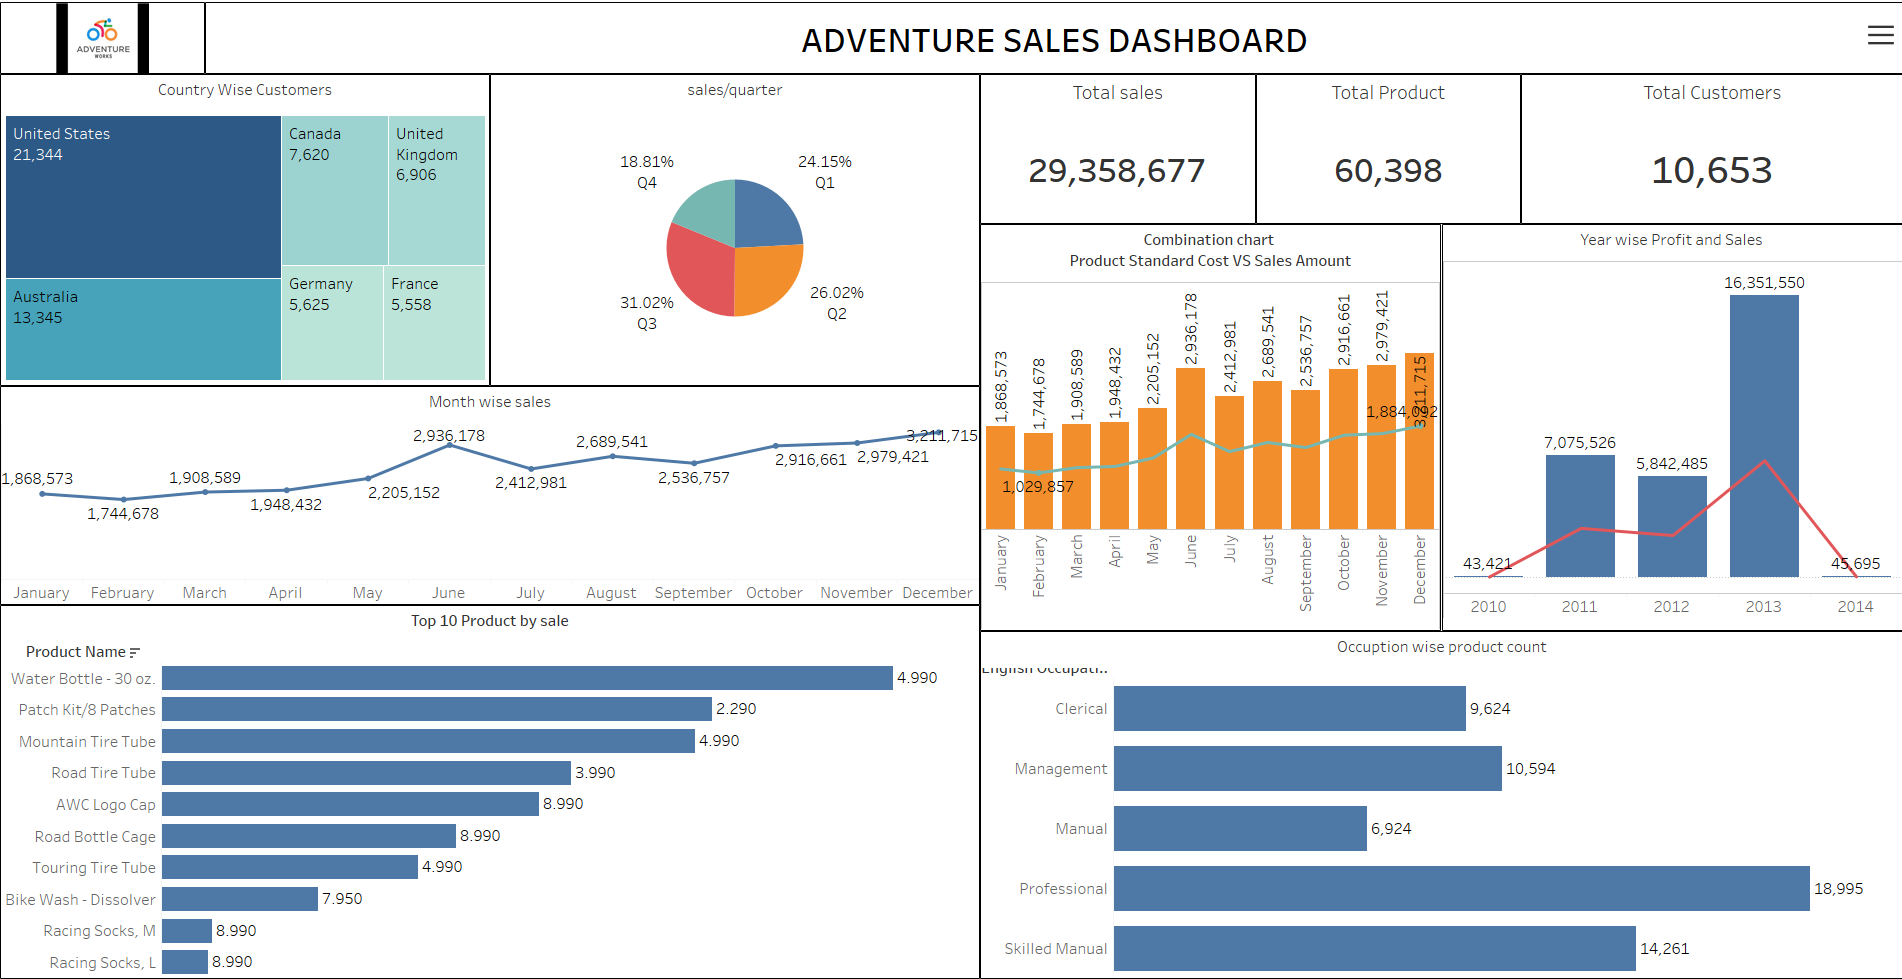 ADVENTURE
WORKS
ADVENTURE SALES DASHBOARD
Country Wise Customers
United States
21,344
Australia
13,345
Canada
7,620
United
Kingdom
6,906
Germany
5,625
France
5,558
sales/quarter
18.81%
Q4
24.15%
Q1
31.02%
Q3
26.02%
Q2
Total sales
29,358,677
Total Product
60,398
Total Customers
10,653
Month wise sales
1,868,573
1,744,678
1,908,589
1,948,432
2,205,152
2,936,178
2,412,981
2,689,541
2,536,757
2,916,661
2,979,421
3,211,715
January
February
March
April
May
June
July
August
September
October
November
December
Combination chart
Product Standard Cost VS Sales Amount
1,868,573
1,744,678
1,908,589
1,948,432
2,205,152
2,936,178
2,412,981
2,689,541
2,536,757
2,916,661
2,979,421
3,211,715
1,029,857
1,884,092
January
February
March
April
May
June
July
August
September
October
November
December
Year wise Profit and Sales
43,421
7,075,526
5,842,485
16,351,550
45,695
2010
2011
2012
2013
2014
Top 10 Product by sale
Product Name
Water Bottle - 30 oz.
4.990
Patch Kit/8 Patches
2.290
Mountain Tire Tube
4.990
Road Tire Tube
3.990
AWC Logo Cap
8.990
Road Bottle Cage
8.990
Touring Tire Tube
4.990
Bike Wash - Dissolver
7.950
Racing Socks, M
8.990
Racing Socks, L
8.990
Occuption wise product count
English Occupati..
Clerical
9,624
Management
10,594
Manual
6,924
Professional
18,995
Skilled Manual
14,261